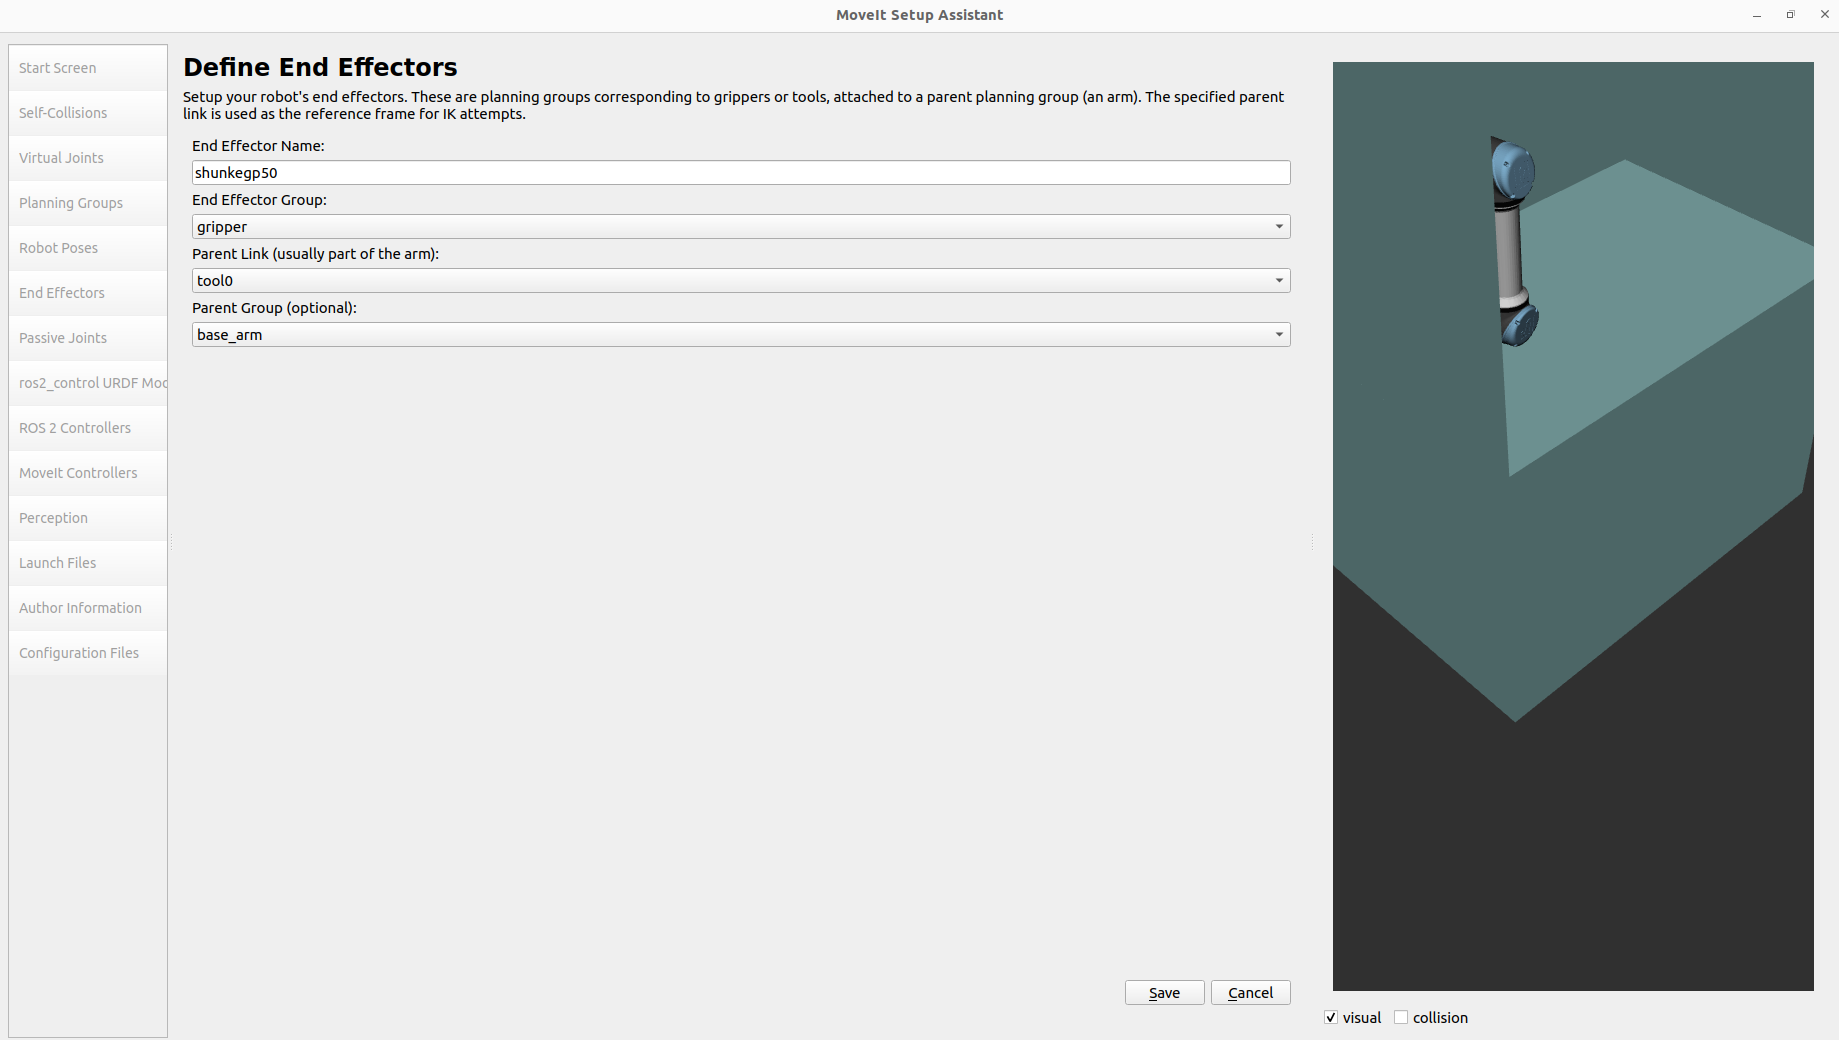 MoveIt Setup Assistant
Start Screen
Self-Collisions
Virtual Joints
Planning Groups
Robot Poses
End Effectors
Passive Joints
ros2_control URDF Moc
ROS 2 Controllers
MoveIt Controllers
Perception
Launch Files
Author Information
Configuration Files
Define End Effectors
Setup your robot's end effectors. These are planning groups corresponding to grippers or tools, attached to a parent planning group (an arm). The specified parent
link is used as the reference frame for IK attempts.
End Effector Name:
shunkegp50
End Effector Group:
gripper
Parent Link (usually part of the arm):
tool0
Parent Group (optional):
base_arm
Save
Cancel
visual
collision